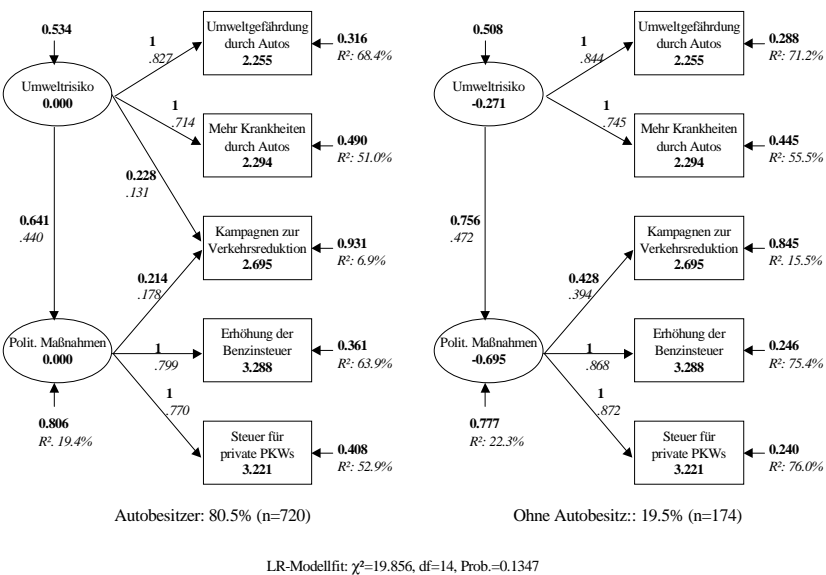 0.534
1
.827
Umweltgefährdung
durch Autos
2.255
0.316
R²: 68.4%
Umweltrisiko
0.000
1
.714
Mehr Krankheiten
durch Autos
2.294
0.490
R²: 51.0%
0.228
.131
0.641
.440
Kampagnen zur
Verkehrsreduktion
2.695
0.931
R²: 6.9%
0.214
.178
Polit. Maßnahmen
0.000
1
.799
Erhöhung der
Benzinsteuer
3.288
0.361
R²: 63.9%
1
.770
0.806
R². 19.4%
Steuer für
private PKWs
3.221
0.408
R²: 52.9%
Autobesitzer: 80.5% (n=720)
0.508
1
.844
Umweltgefährdung
durch Autos
2.255
0.288
R²: 71.2%
Umweltrisiko
-0.271
1
.745
Mehr Krankheiten
durch Autos
2.294
0.445
R²: 55.5%
0.756
.472
Kampagnen zur
Verkehrsreduktion
2.695
0.845
R². 15.5%
0.428
.394
Polit. Maßnahmen
-0.695
1
.868
Erhöhung der
Benzinsteuer
3.288
0.246
R²: 75.4%
1
.872
0.777
R²: 22.3%
Steuer für
private PKWs
3.221
0.240
R²: 76.0%
Ohne Autobesitz:: 19.5% (n=174)
LR-Modellfit: χ²=19.856, df=14, Prob.=0.1347